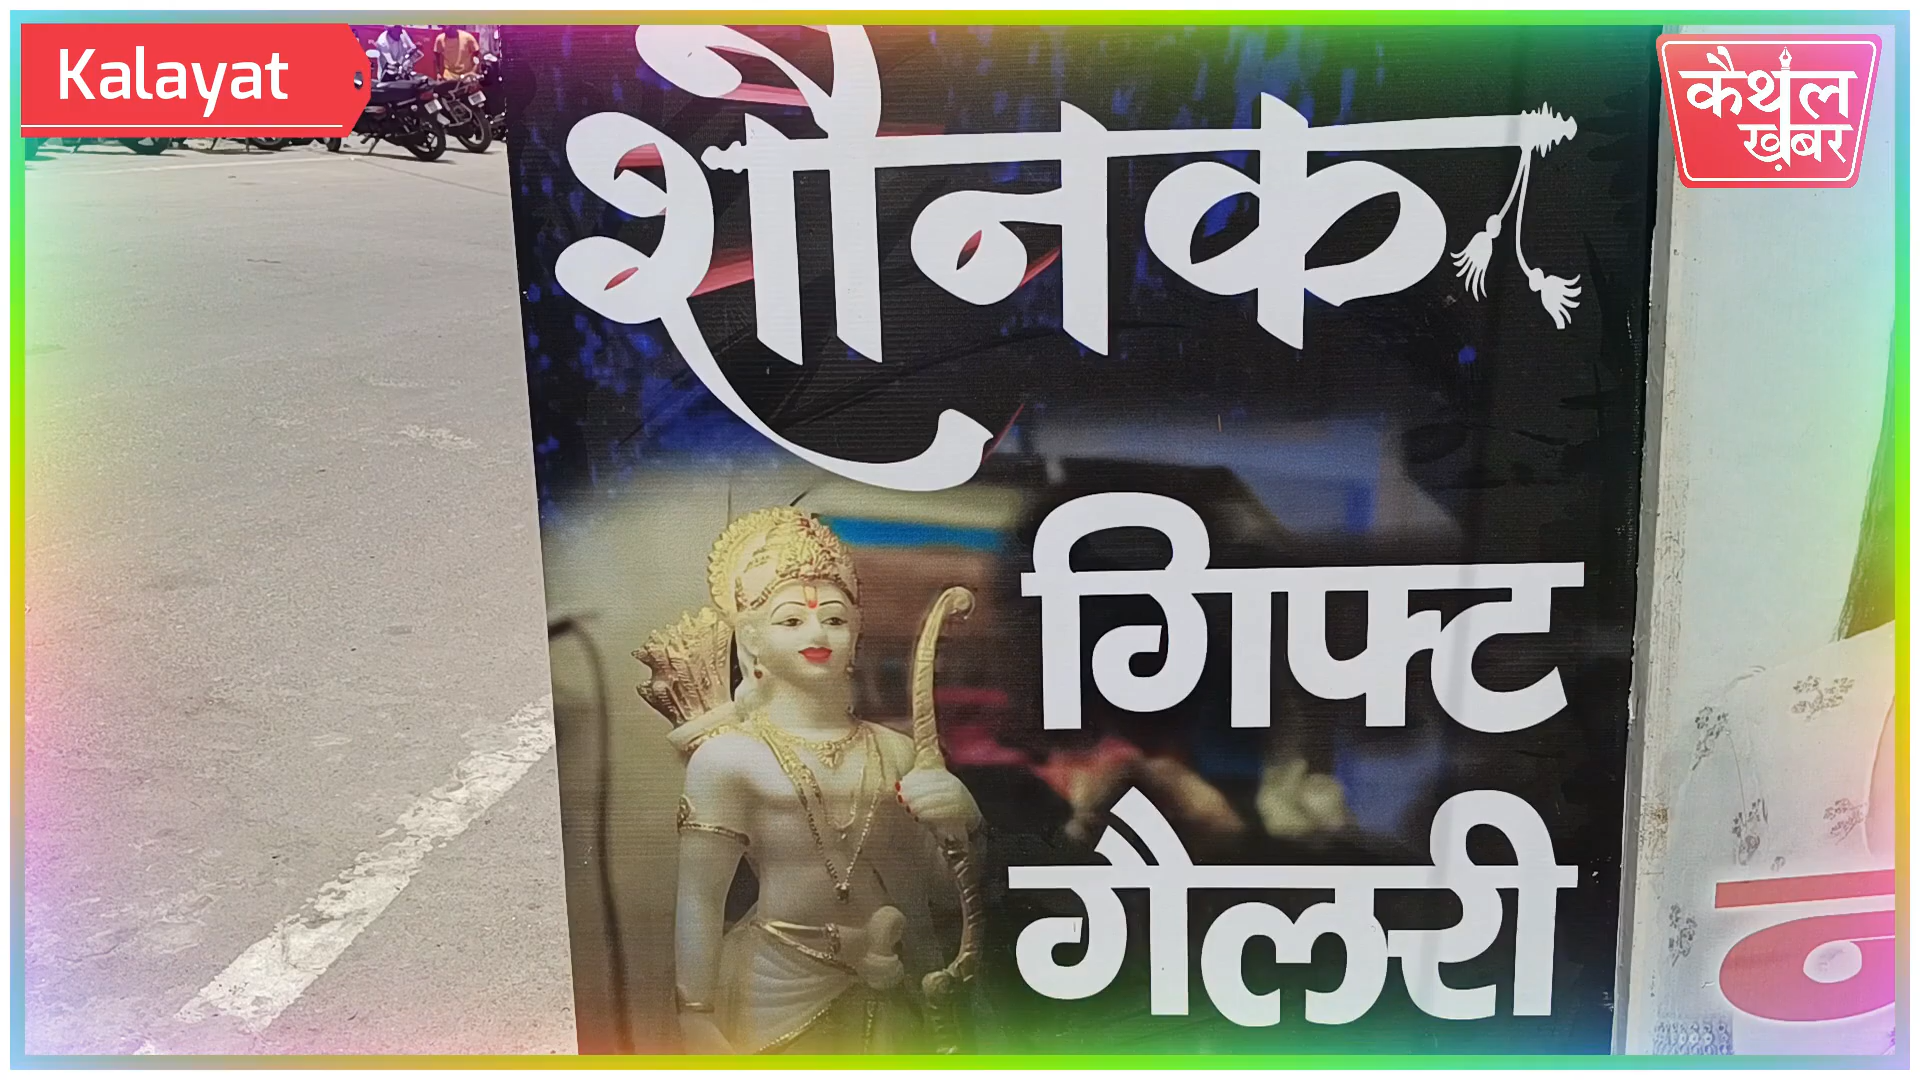 Kalayat
कैथल
ख़बर
शौनक
गिफ्ट
गैलरी